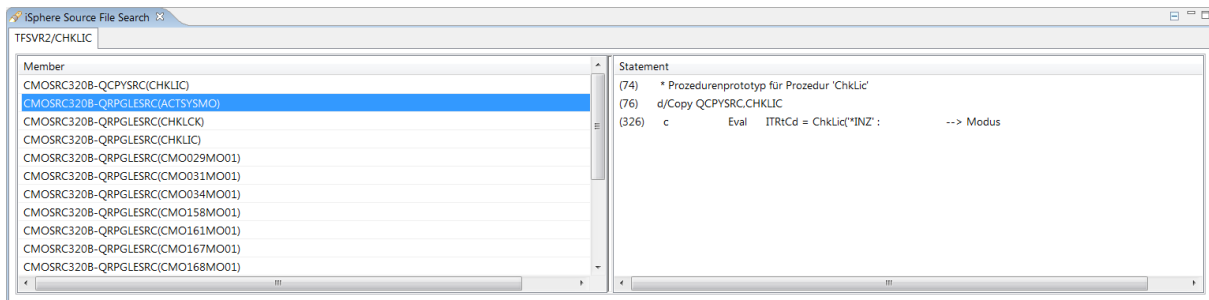 iSphere Source File Search
TFSVR2/CHKLIC
Member
CMOSRC320B-QCPYSRC(CHKLIC)
CMOSRC320B-QRPGLESRC(ACTSYSMO)
CMOSRC320B-QRPGLESRC(CHKLCK)
CMOSRC320B-QRPGLESRC(CHKLIC)
CMOSRC320B-QRPGLESRC(CMO029MO01)
CMOSRC320B-QRPGLESRC(CMO031MO01)
CMOSRC320B-QRPGLESRC(CMO034MO01)
CMOSRC320B-QRPGLESRC(CMO158MO01)
CMOSRC320B-QRPGLESRC(CMO161MO01)
CMOSRC320B-QRPGLESRC(CMO167MO01)
CMOSRC320B-QRPGLESRC(CMO168MO01)
Statement
(74) * Prozedurenprototyp für Prozedur 'ChkLic'
(76) d/Copy QCPYSRC,CHKLIC
(326) c Eval ITRtCd = ChkLic('*INZ' : --> Modus